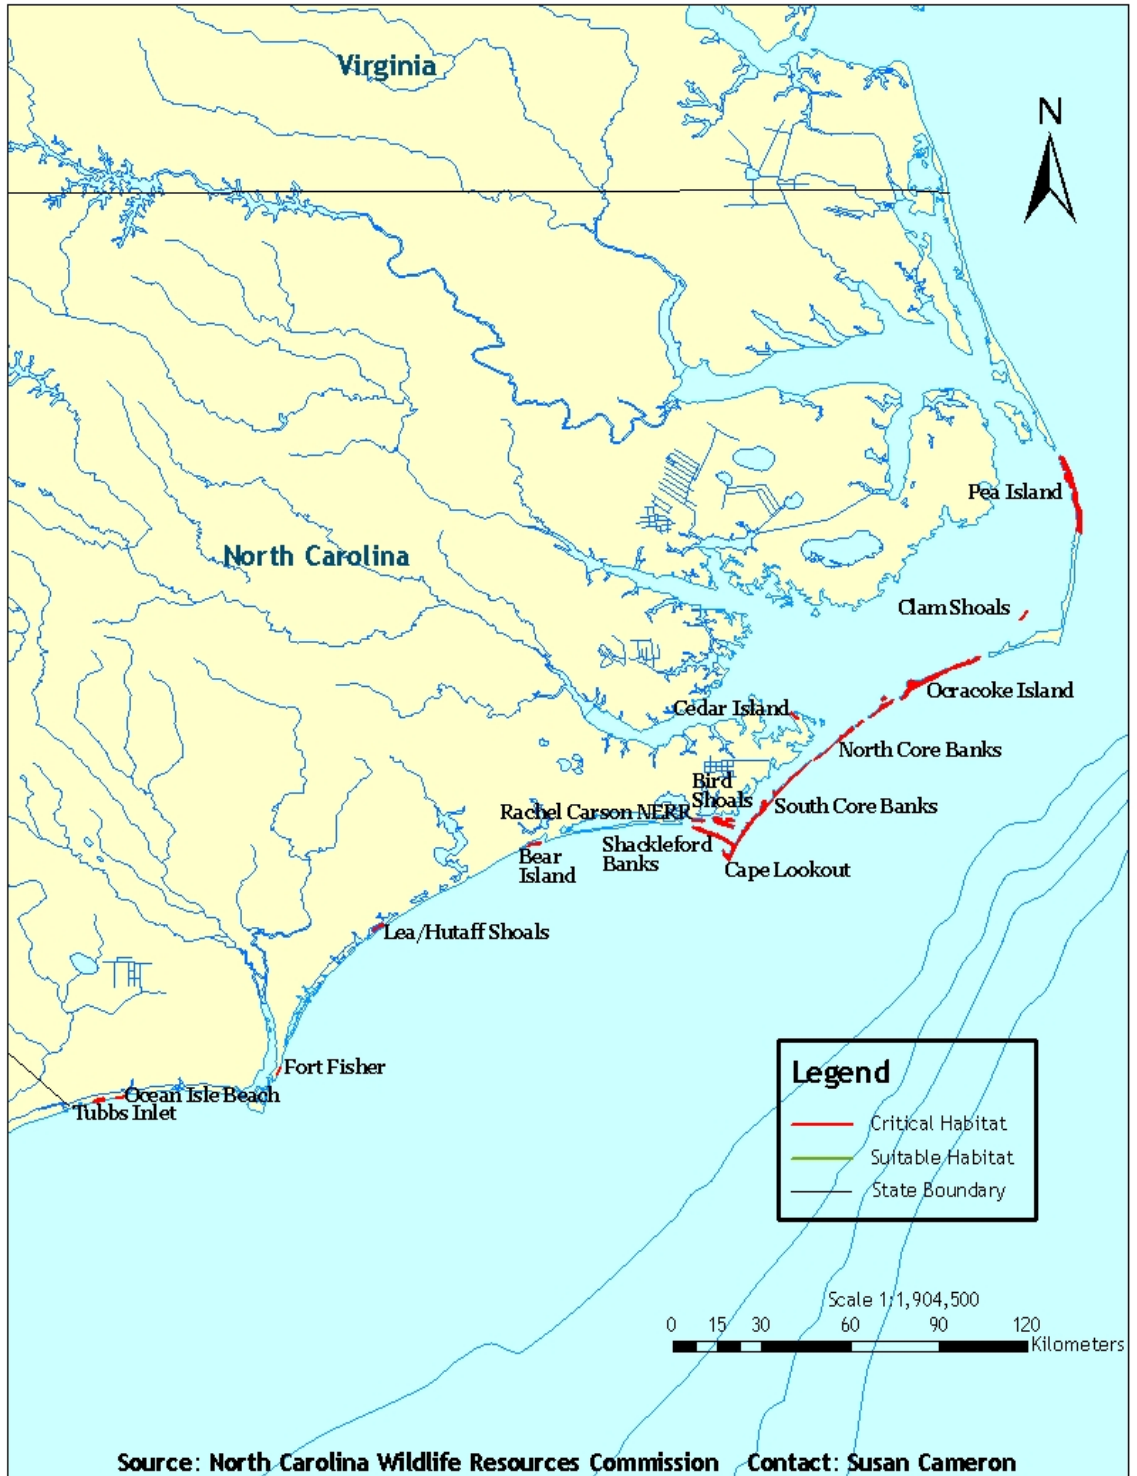 Virginia
N
Pea Island
North Carolina
Clam Shoals
Ocracoke Island
Cedar Island
North Core Banks
Bird
Shoals
South Core Banks
Rachel Carson NERR
Shackleford
Banks
Bear
Island
Cape Lookout
Lea/Hutaff Shoals
Fort Fisher
Ocean Isle Beach
Tubbs Inlet
Legend
Critical Habitat
Suitable Habitat
State Boundary
Scale 1:1,904,500
0 15 30 60 90 120
Kilometers
Source: North Carolina Wildlife Resources Commission Contact: Susan Cameron